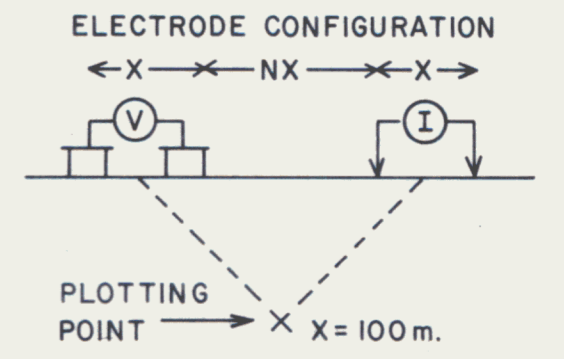 ELECTRODE CONFIGURATION
X NX X
V I
PLOTTING
POINT X = 100 m.